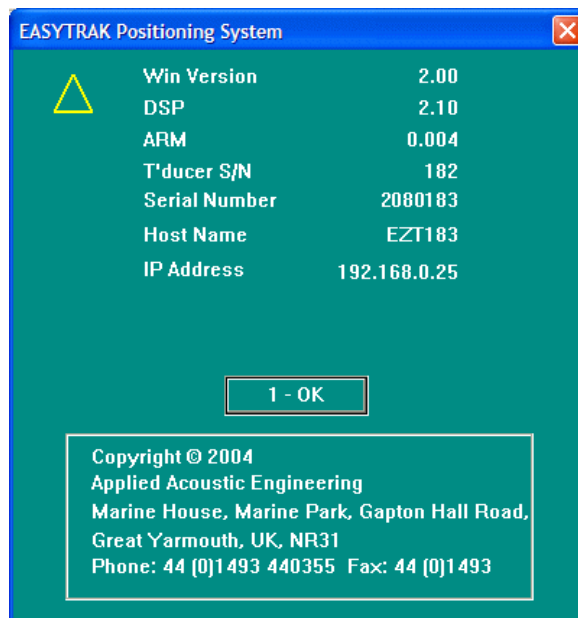 EASYTRAK Positioning System
Win Version 2.00
DSP 2.10
ARM 0.004
T'ducer S/N 182
Serial Number 2080183
Host Name EZT183
IP Address 192.168.0.25
1 - OK
Copyright © 2004
Applied Acoustic Engineering
Marine House, Marine Park, Gapton Hall Road,
Great Yarmouth, UK, NR31
Phone: 44 (0)1493 440355 Fax: 44 (0)1493